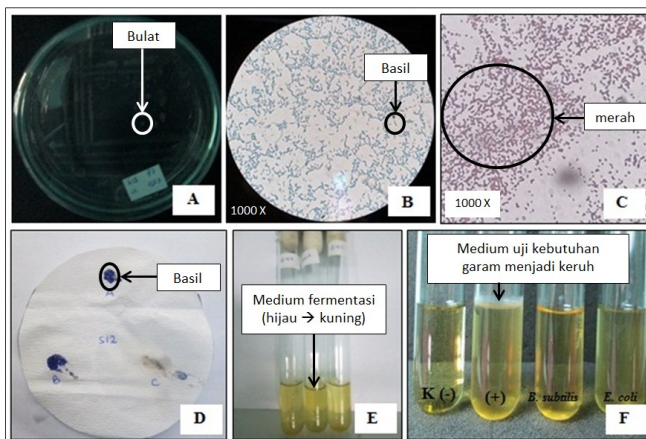 Bulat
A
Basil
1000 X
B
merah
1000 X
C
Basil
A
S12
B
C
D
Medium fermentasi
(hijau → kuning)
E
Medium uji kebutuhan
garam menjadi keruh
K (-)
(+)
B. subtilis
E. coli
F